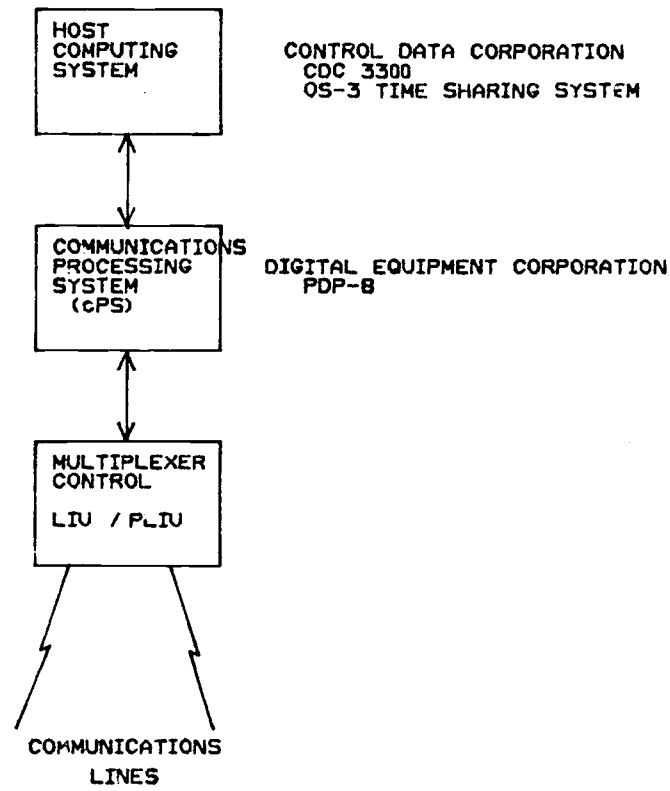 HOST
COMPUTING
SYSTEM
CONTROL DATA CORPORATION
CDC 3300
OS-3 TIME SHARING SYSTEM
COMMUNICATIONS
PROCESSING
SYSTEM
(cPS)
DIGITAL EQUIPMENT CORPORATION
PDP-8
MULTIPLEXER
CONTROL
LIU / PLIU
COMMUNICATIONS
LINES